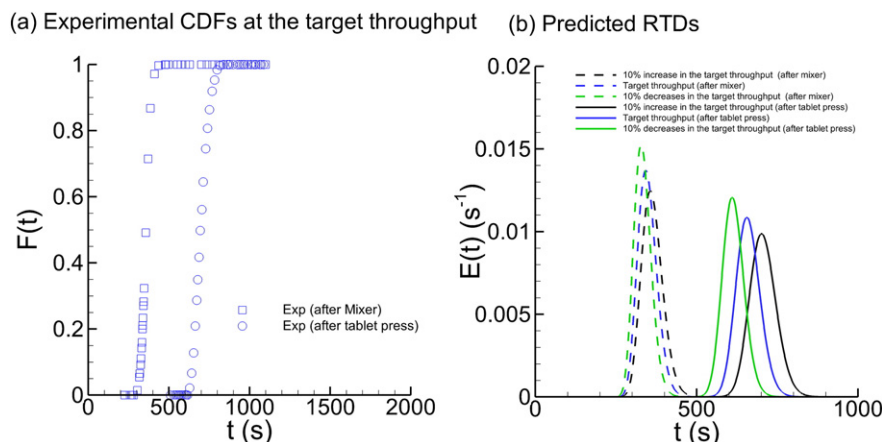 (a) Experimental CDFs at the target throughput
F(t)
1
0.8
0.6
0.4
0.2
0
0 500 1000 1500 2000
t (s)
Exp (after Mixer)
Exp (after tablet press)
(b) Predicted RTDs
E(t) (s-1)
0.02
0.015
0.01
0.005
0
0 500 1000
t (s)
10% increase in the target throughput (after mixer)
Target throughput (after mixer)
10% decreases in the target throughput (after mixer)
10% increase in the target throughput (after tablet press)
Target throughput (after tablet press)
10% decreases in the target throughput (after tablet press)